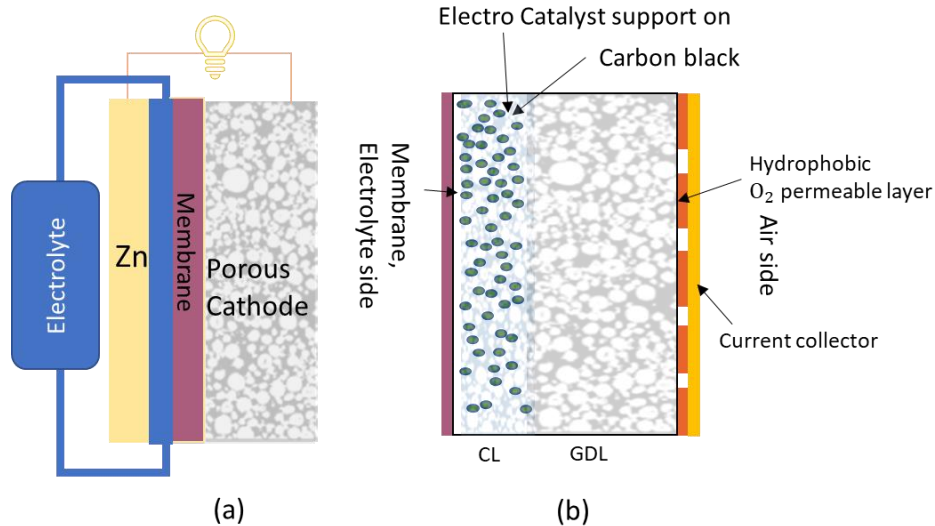 Electrolyte
Zn
Membrane
Porous
Cathode
(a)
Electro Catalyst support on
Carbon black
Membrane,
Electrolyte side
Hydrophobic
O₂ permeable layer
Air side
Current collector
CL
GDL
(b)